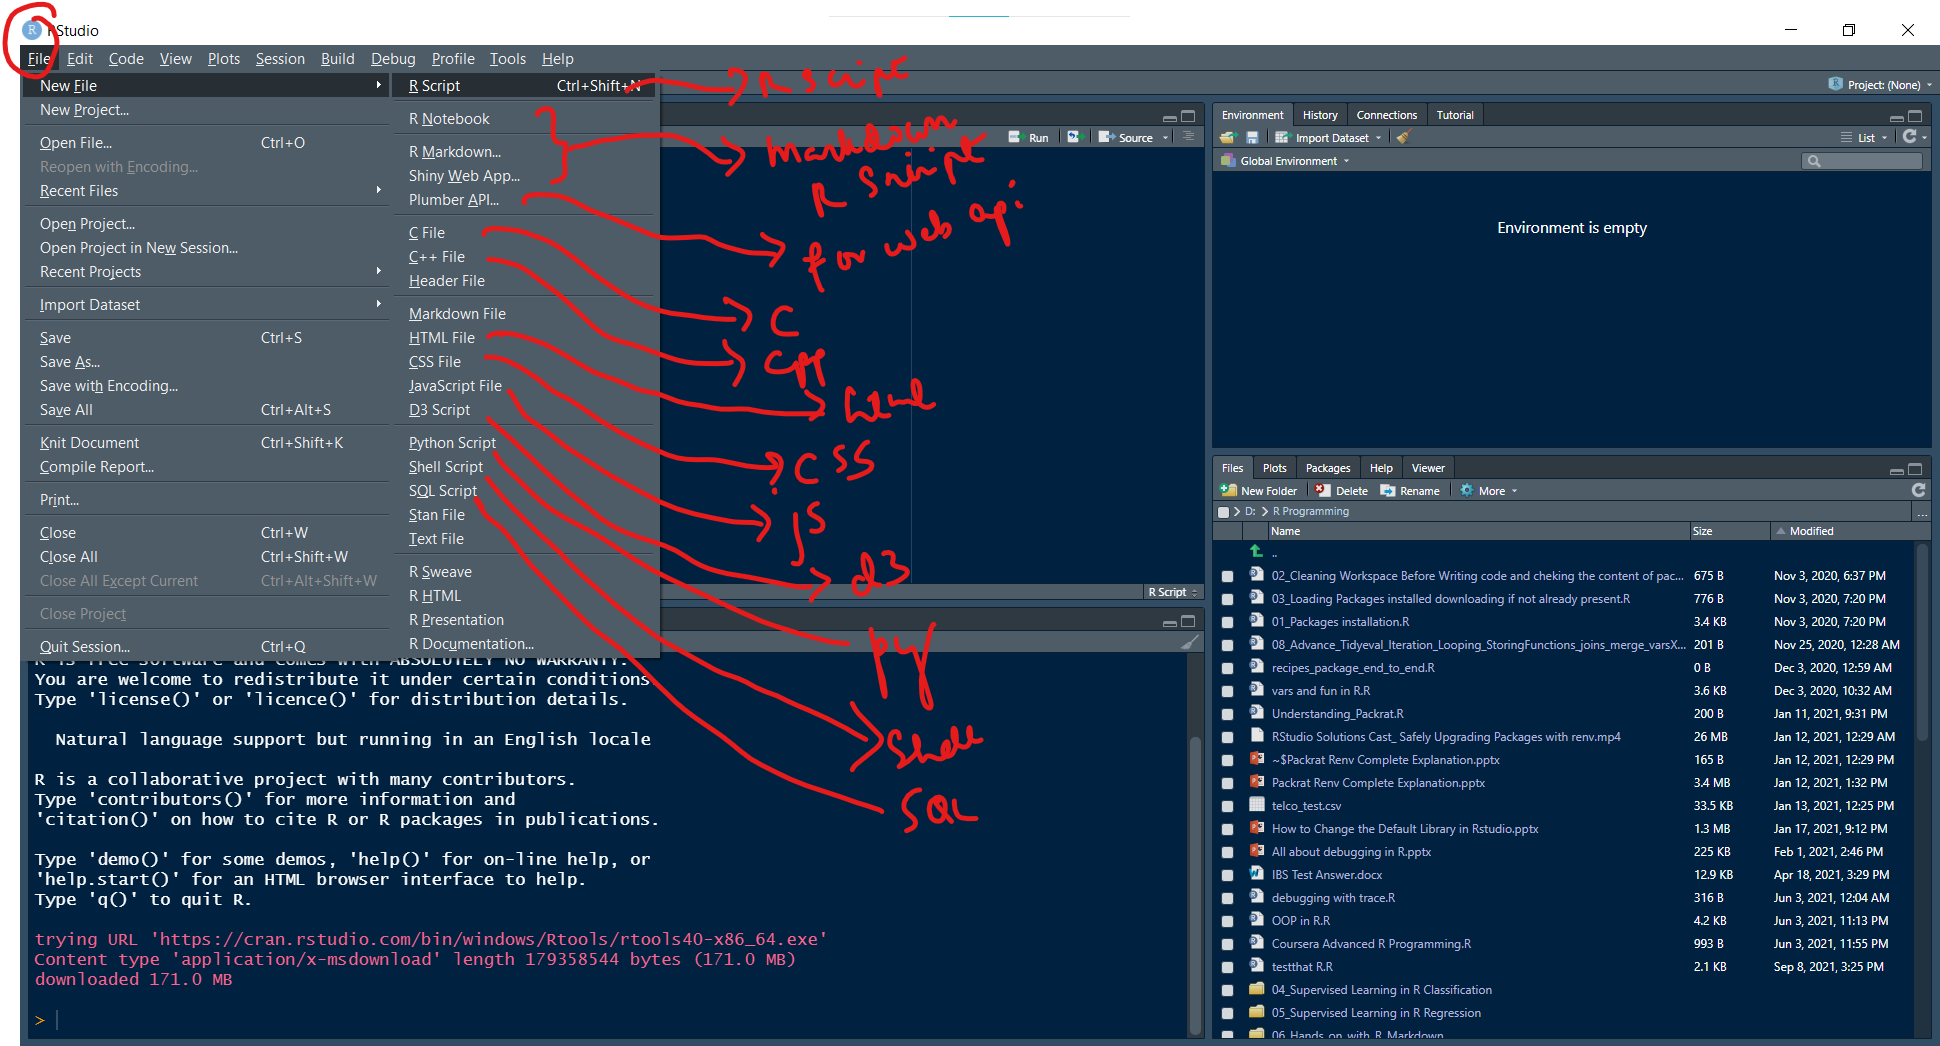 RStudio
File Edit Code View Plots Session Build Debug Profile Tools Help
New File
New Project...
Open File... Ctrl+O
Reopen with Encoding...
Recent Files
Open Project...
Open Project in New Session...
Recent Projects
Import Dataset
Save Ctrl+S
Save As...
Save with Encoding...
Save All Ctrl+Alt+S
Knit Document Ctrl+Shift+K
Compile Report...
Print...
Close Ctrl+W
Close All Ctrl+Shift+W
Close All Except Current Ctrl+Alt+Shift+W
Close Project
Quit Session... Ctrl+Q
R Script Ctrl+Shift+N
R Notebook
R Markdown...
Shiny Web App...
Plumber API...
C File
C++ File
Header File
Markdown File
HTML File
CSS File
JavaScript File
D3 Script
Python Script
Shell Script
SQL Script
Stan File
Text File
R Sweave
R HTML
R Presentation
R Documentation...
R Script
markdown
R Script
for web api
C
Cpp
html
CSS
JS
d3
py
Shell
SQL
Run Source
R Script
R is free software and comes with ABSOLUTELY NO WARRANTY.
You are welcome to redistribute it under certain conditions.
Type 'license()' or 'licence()' for distribution details.
Natural language support but running in an English locale
R is a collaborative project with many contributors.
Type 'contributors()' for more information and
'citation()' on how to cite R or R packages in publications.
Type 'demo()' for some demos, 'help()' for on-line help, or
'help.start()' for an HTML browser interface to help.
Type 'q()' to quit R.
trying URL 'https://cran.rstudio.com/bin/windows/Rtools/rtools40-x86_64.exe'
Content type 'application/x-msdownload' length 179358544 bytes (171.0 MB)
downloaded 171.0 MB
>
Project: (None)
Environment History Connections Tutorial
Import Dataset List
Global Environment
Environment is empty
Files Plots Packages Help Viewer
New Folder Delete Rename More
D: R Programming ...
Name Size Modified
..
02_Cleaning Workspace Before Writing code and cheking the content of pac... 675 B Nov 3, 2020, 6:37 PM
03_Loading Packages installed downloading if not already present.R 776 B Nov 3, 2020, 7:20 PM
01_Packages installation.R 3.4 KB Nov 3, 2020, 7:20 PM
08_Advance_Tidyeval_Iteration_Looping_StoringFunctions_joins_merge_varsX... 201 B Nov 25, 2020, 12:28 AM
recipes_package_end_to_end.R 0 B Dec 3, 2020, 12:59 AM
vars and fun in R.R 3.6 KB Dec 3, 2020, 10:32 AM
Understanding_Packrat.R 200 B Jan 11, 2021, 9:31 PM
RStudio Solutions Cast_ Safely Upgrading Packages with renv.mp4 26 MB Jan 12, 2021, 12:29 AM
~$Packrat Renv Complete Explanation.pptx 165 B Jan 12, 2021, 12:29 PM
Packrat Renv Complete Explanation.pptx 3.4 MB Jan 12, 2021, 1:32 PM
telco_test.csv 33.5 KB Jan 13, 2021, 12:25 PM
How to Change the Default Library in Rstudio.pptx 1.3 MB Jan 17, 2021, 9:12 PM
All about debugging in R.pptx 225 KB Feb 1, 2021, 2:46 PM
IBS Test Answer.docx 12.9 KB Apr 18, 2021, 3:29 PM
debugging with trace.R 316 B Jun 3, 2021, 12:04 AM
OOP in R.R 4.2 KB Jun 3, 2021, 11:13 PM
Coursera Advanced R Programming.R 993 B Jun 3, 2021, 11:55 PM
testthat R.R 2.1 KB Sep 8, 2021, 3:25 PM
04_Supervised Learning in R Classification
05_Supervised Learning in R Regression
06_Hands_on_with_R_Markdown